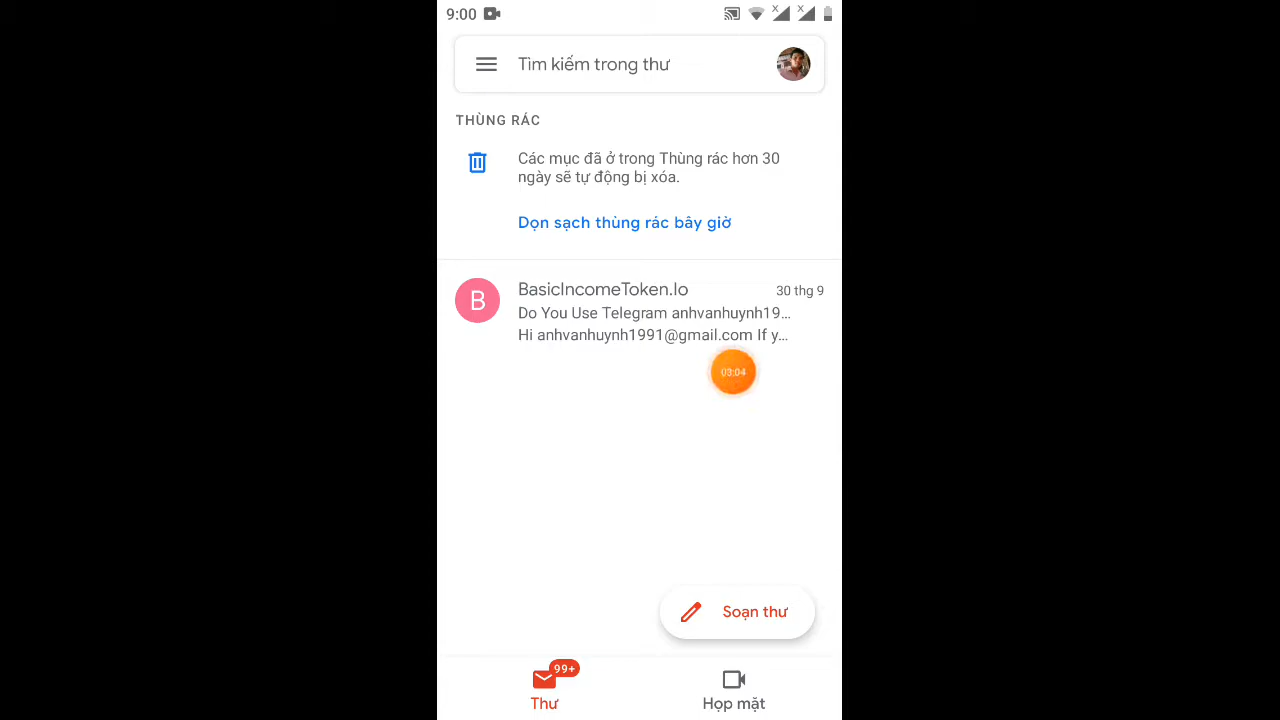 9:00
Tìm kiếm trong thư
THÙNG RÁC
Các mục đã ở trong Thùng rác hơn 30
ngày sẽ tự động bị xóa.
Dọn sạch thùng rác bây giờ
B
BasicIncomeToken.Io
30 thg 9
Do You Use Telegram anhvanhuynh19...
Hi anhvanhuynh1991@gmail.com If y...
03:04
Soạn thư
99+
Thư
Họp mặt